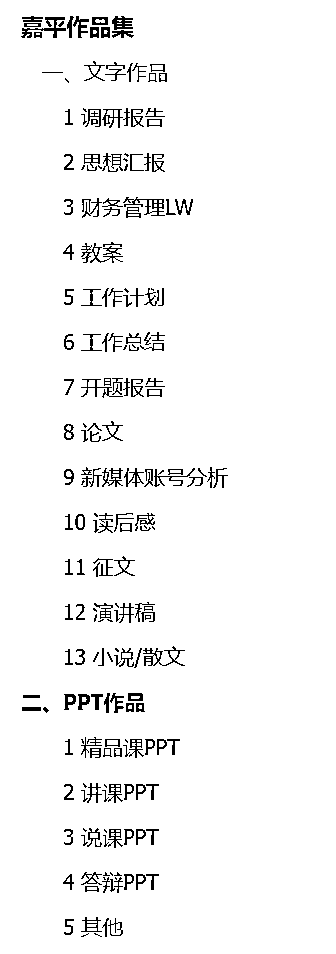 嘉平作品集
一、文字作品
1 调研报告
2 思想汇报
3 财务管理LW
4 教案
5 工作计划
6 工作总结
7 开题报告
8 论文
9 新媒体账号分析
10 读后感
11 征文
12 演讲稿
13 小说/散文
二、PPT作品
1 精品课PPT
2 讲课PPT
3 说课PPT
4 答辩PPT
5 其他